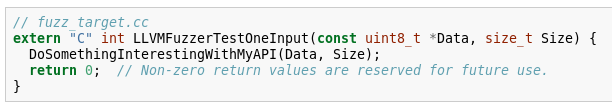 // fuzz_target.cc
extern "C" int LLVMFuzzerTestOneInput(const uint8_t *Data, size_t Size) {
  DoSomethingInterestingWithMyAPI(Data, Size);
  return 0;  // Non-zero return values are reserved for future use.
}